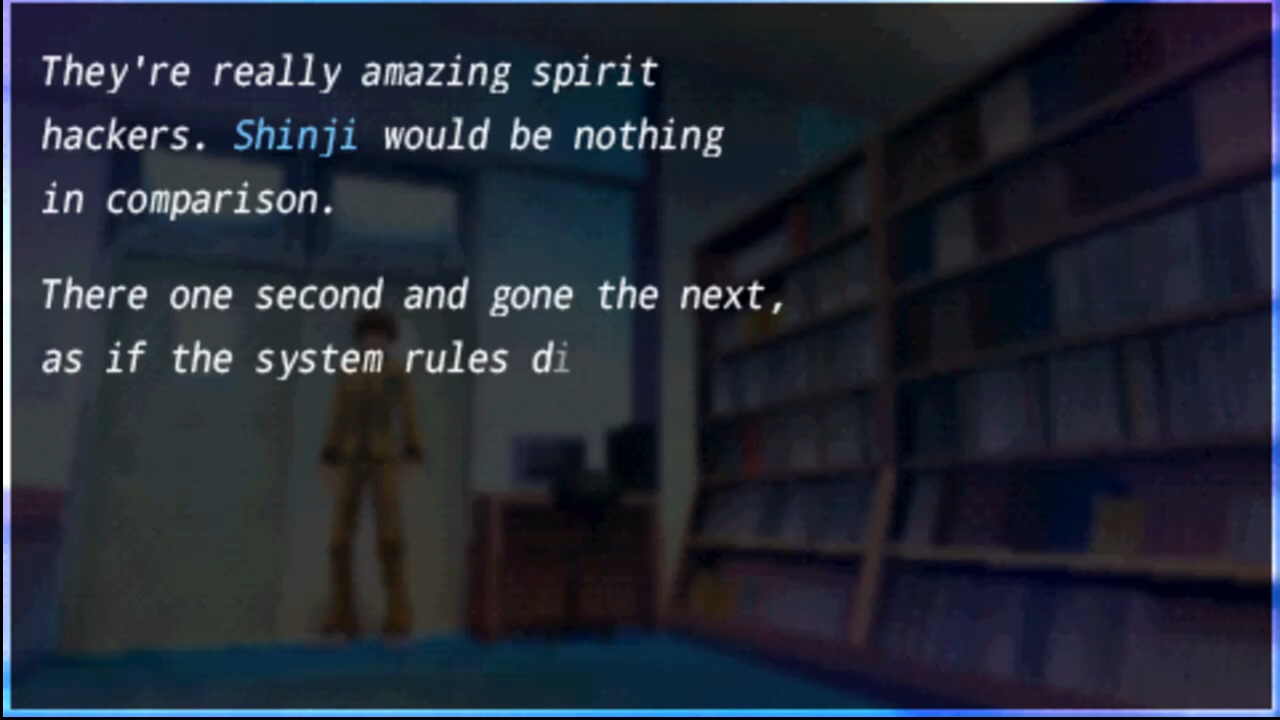 They're really amazing spirit
hackers. Shinji would be nothing
in comparison.
There one second and gone the next,
as if the system rules di